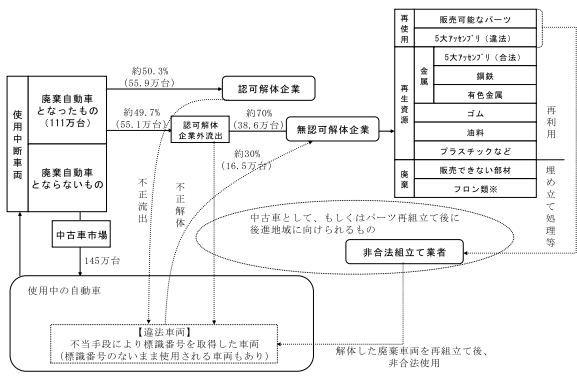 使用中断車両
廃棄自動車
となったもの
(111万台)
廃棄自動車
とならないもの
中古車市場
145万台
約50.3%
(55.9万台)
認可解体企業
約49.7%
(55.1万台)
認可解体
企業外流出
約70%
(38.6万台)
無認可解体企業
約30%
(16.5万台)
不正流出
不正解体
再使用
販売可能なパーツ
5大アッセンブリ(違法)
再生資源
金属
5大アッセンブリ(合法)
鋼鉄
有色金属
ゴム
油料
プラスチックなど
廃棄
販売できない部材
フロン類※
再利用
埋め立て処理等
中古車として、もしくはパーツ再組立て後に
後進地域に向けられるもの
非合法組立て業者
使用中の自動車
【違法車両】
不当手段により標識番号を取得した車両
(標識番号のないまま使用される車両もあり)
解体した廃棄車両を再組立て後、
非合法使用